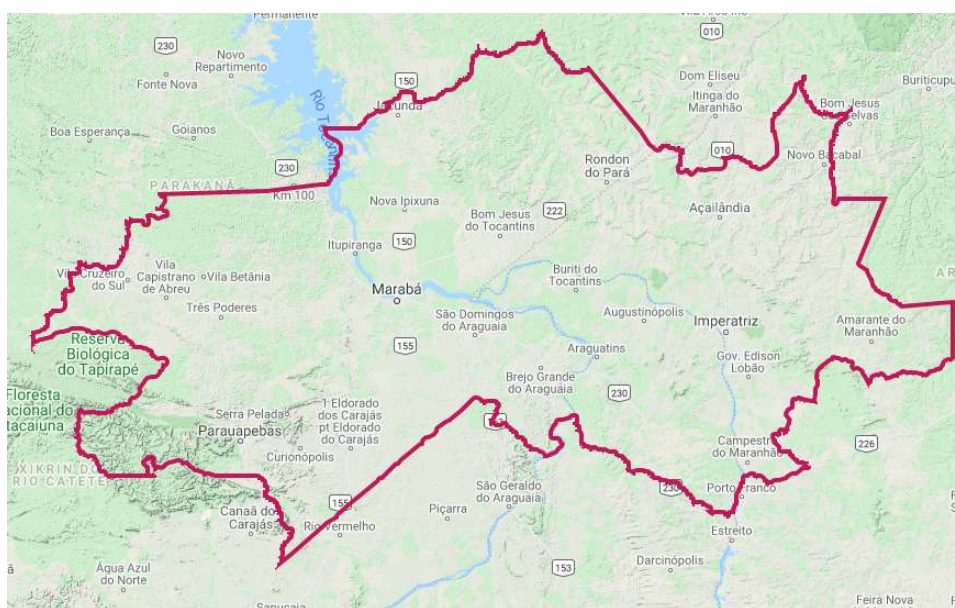 Permanente
010
230
Novo
Repartimento
Fonte Nova
150
Dom Eliseu
Itinga do
Maranhão
Buriticupu
Bom Jesus
Jacundá
Rio Tocantins
Boa Esperança
Goianos
010
Novo Bacabal
Rondon
do Pará
230
PARAKANÃ
Km 100
Nova Ipixuna
222
Açailândia
Bom Jesus
do Tocantins
Itupiranga
150
Vila Cruzeiro
do Sul
Vila
Capistrano
de Abreu
Vila Betânia
Buriti do
Tocantins
Três Poderes
Marabá
São Domingos
do Araguaia
Augustinópolis
Imperatriz
Amarante do
Maranhão
Reserva
Biológica
do Tapirapé
155
Araguatins
Gov. Edison
Lobão
Brejo Grande
do Araguaia
230
Floresta
Serra Pelada
1 Eldorado
dos Carajás
pt Eldorado
do Carajás
Parauapebas
Curionópolis
226
Campestre
do Maranhão
XIKRIN DO
RIO CATETÉ
São Geraldo
do Araguaia
230
Porto Franco
155
Canaã dos
Carajás
Rio Vermelho
Piçarra
Estreito
Água Azul
do Norte
153
Darcinópolis
Sapucaia
Feira Nova